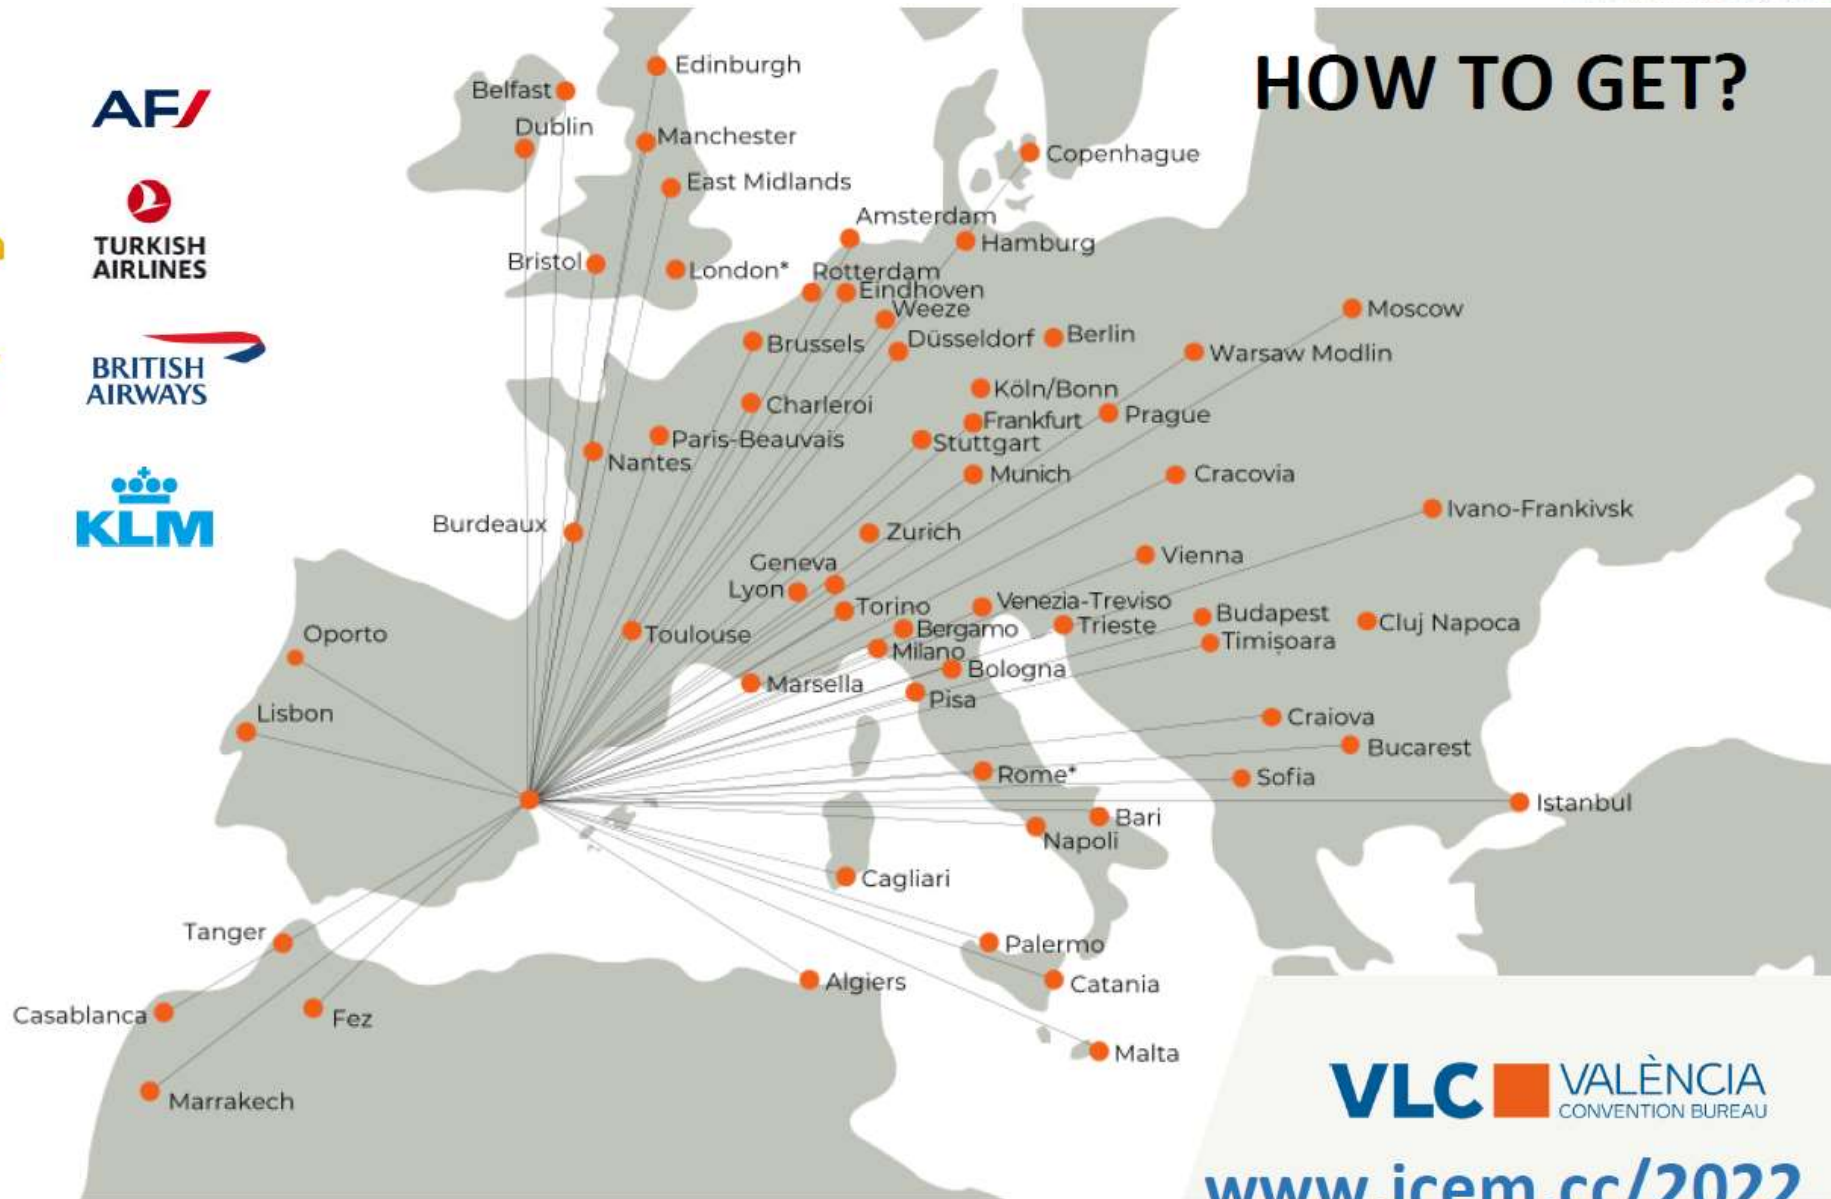 HOW TO GET?
AF
TURKISH
AIRLINES
BRITISH
AIRWAYS
KLM
Edinburgh
Belfast
Dublin
Manchester
Copenhague
East Midlands
Amsterdam
Hamburg
Bristol
London*
Rotterdam
Eindhoven
Weeze
Moscow
Brussels
Düsseldorf
Berlin
Warsaw Modlin
Köln/Bonn
Charleroi
Frankfurt
Prague
Paris-Beauvais
Stuttgart
Nantes
Munich
Cracovia
Ivano-Frankivsk
Burdeaux
Zurich
Vienna
Geneva
Lyon
Torino
Venezia-Treviso
Budapest
Cluj Napoca
Oporto
Toulouse
Bergamo
Trieste
Timișoara
Milano
Bologna
Marsella
Pisa
Lisbon
Craiova
Bucarest
Rome*
Sofia
Istanbul
Bari
Napoli
Cagliari
Tanger
Palermo
Algiers
Catania
Casablanca
Fez
Malta
Marrakech
VLC VALÈNCIA
CONVENTION BUREAU
www.icem.cc/2022